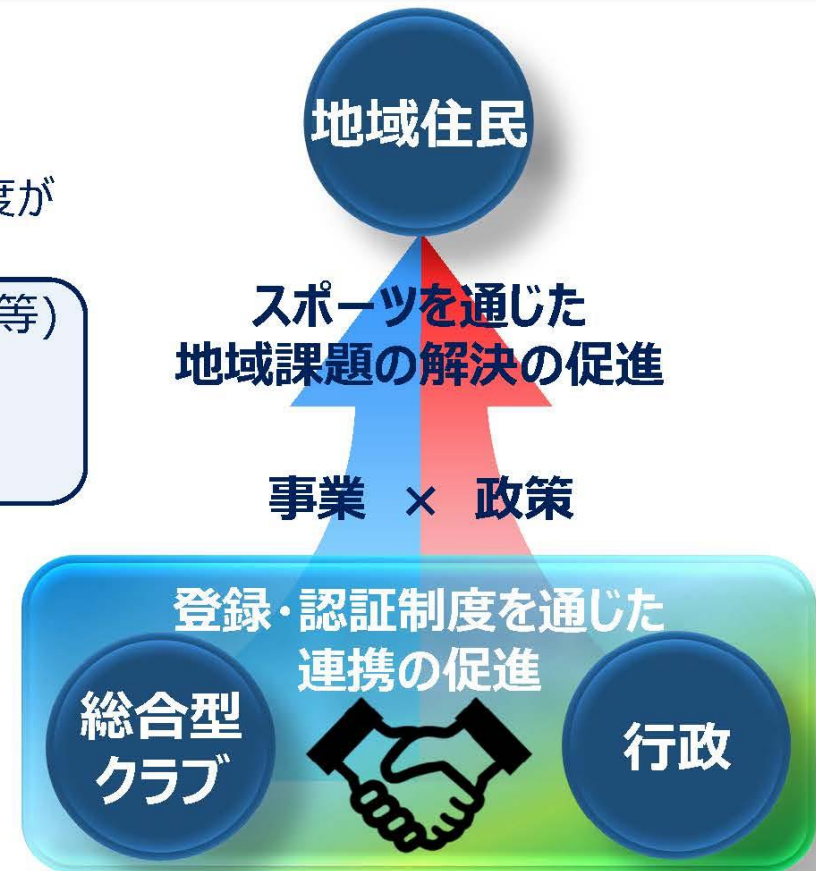 地域住民
度が
等)
スポーツを通じた
地域課題の解決の促進
事業 × 政策
登録・認証制度を通じた
連携の促進
総合型
クラブ
行政